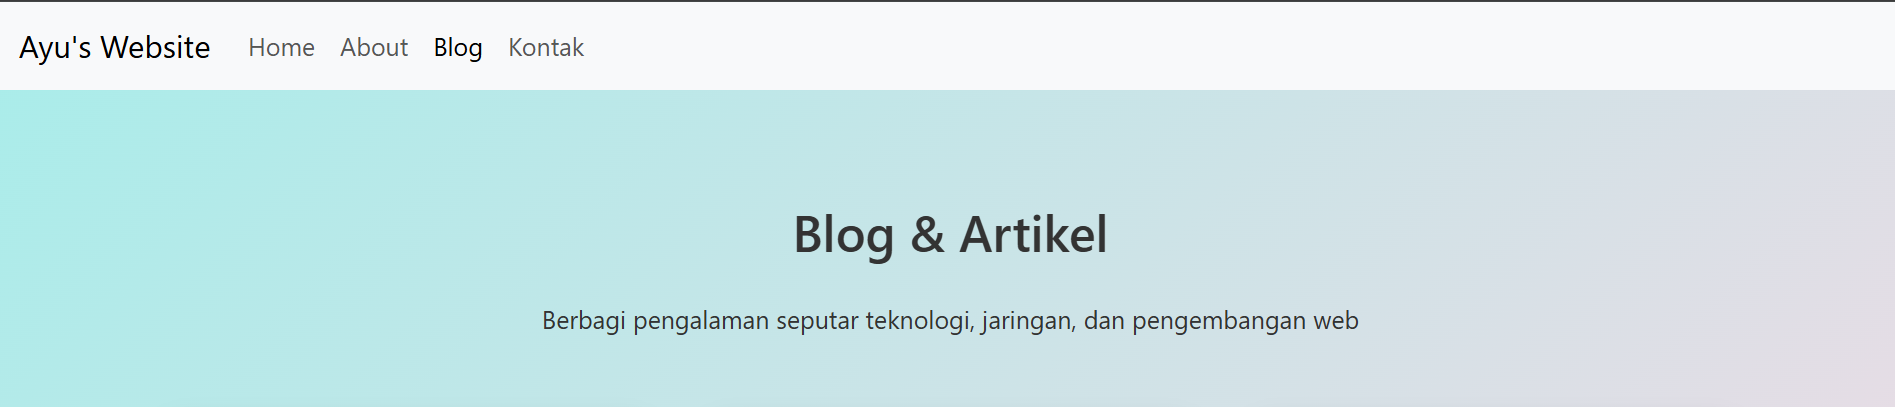 Ayu's Website Home About Blog Kontak
Blog & Artikel
Berbagi pengalaman seputar teknologi, jaringan, dan pengembangan web